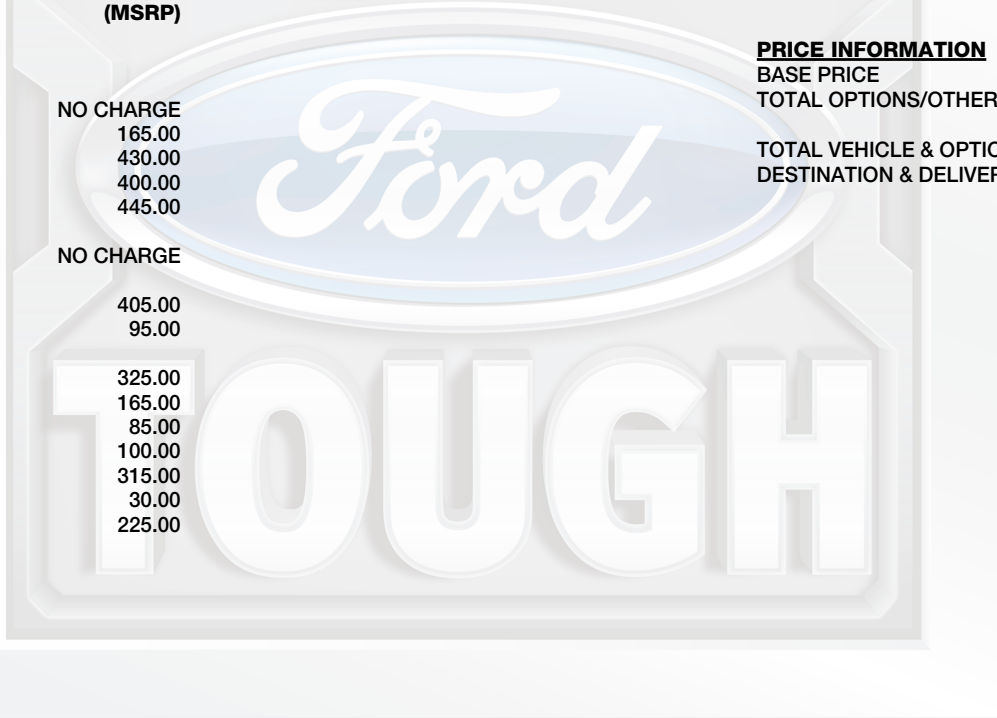 (MSRP)
NO CHARGE
165.00
430.00
400.00
445.00
NO CHARGE
405.00
95.00
325.00
165.00
85.00
100.00
315.00
30.00
225.00
PRICE INFORMATION
BASE PRICE
TOTAL OPTIONS/OTHER
TOTAL VEHICLE & OPTIO
DESTINATION & DELIVER
Ford
TOUGH